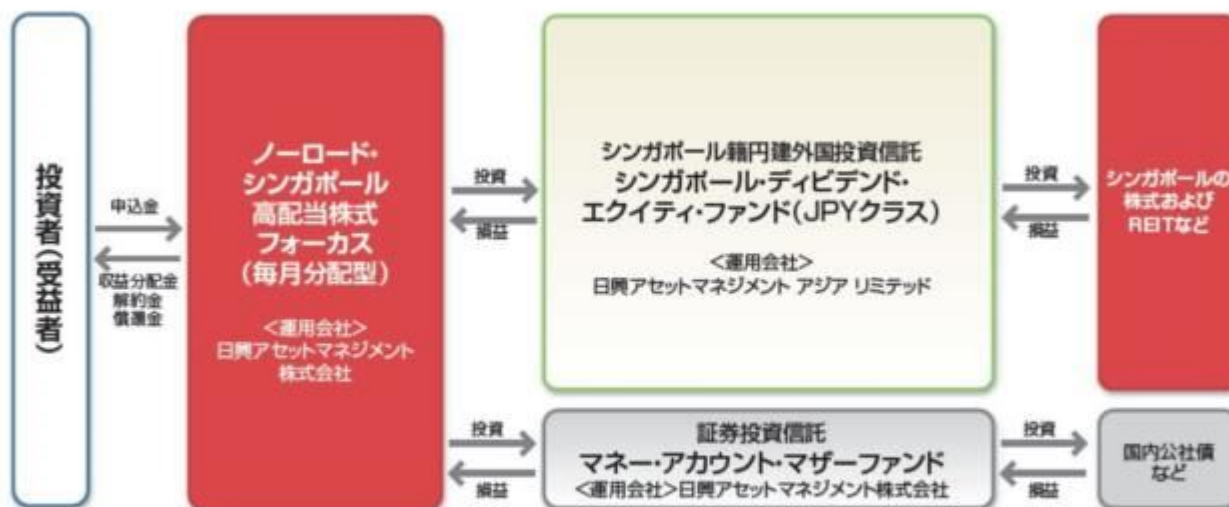 投資者(受益者)
申込金
収益分配金
解約金
償還金
ノーロード・
シンガポール
高配当株式
フォーカス
(毎月分配型)
<運用会社>
日興アセットマネジメント
株式会社
投資
損益
シンガポール籍円建外国投資信託
シンガポール・ディビデンド・
エクイティ・ファンド(JPYクラス)
<運用会社>
日興アセットマネジメント アジア リミテッド
投資
損益
シンガポールの
株式および
REITなど
投資
損益
証券投資信託
マネー・アカウント・マザーファンド
<運用会社>日興アセットマネジメント株式会社
投資
損益
国内公社債
など